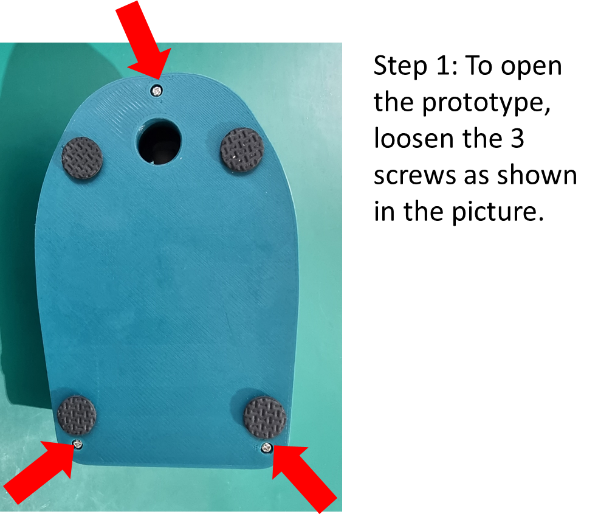 Step 1: To open
the prototype,
loosen the 3
screws as shown
in the picture.